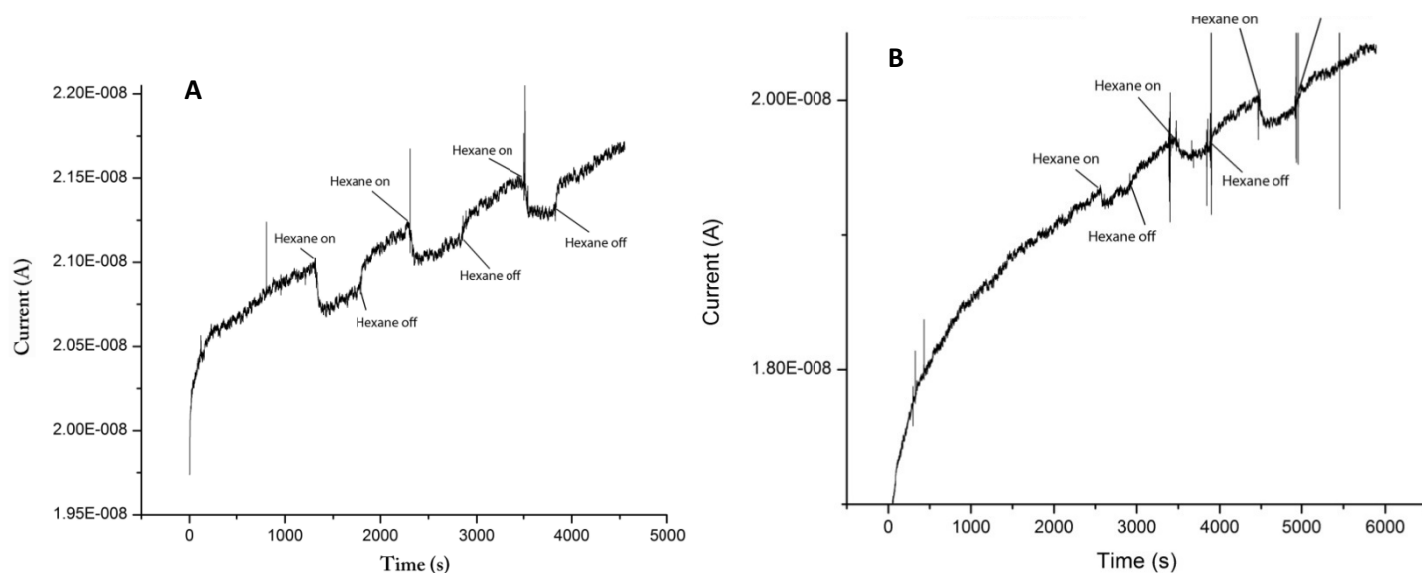 A
2.20E-008
2.15E-008
2.10E-008
2.05E-008
2.00E-008
1.95E-008
Current (A)
Hexane on
Hexane off
Hexane on
Hexane off
Hexane on
Hexane off
0
1000
2000
3000
4000
5000
Time (s)
B
2.00E-008
1.80E-008
Current (A)
Hexane on
Hexane off
Hexane on
Hexane off
Hexane on
0
1000
2000
3000
4000
5000
6000
Time (s)